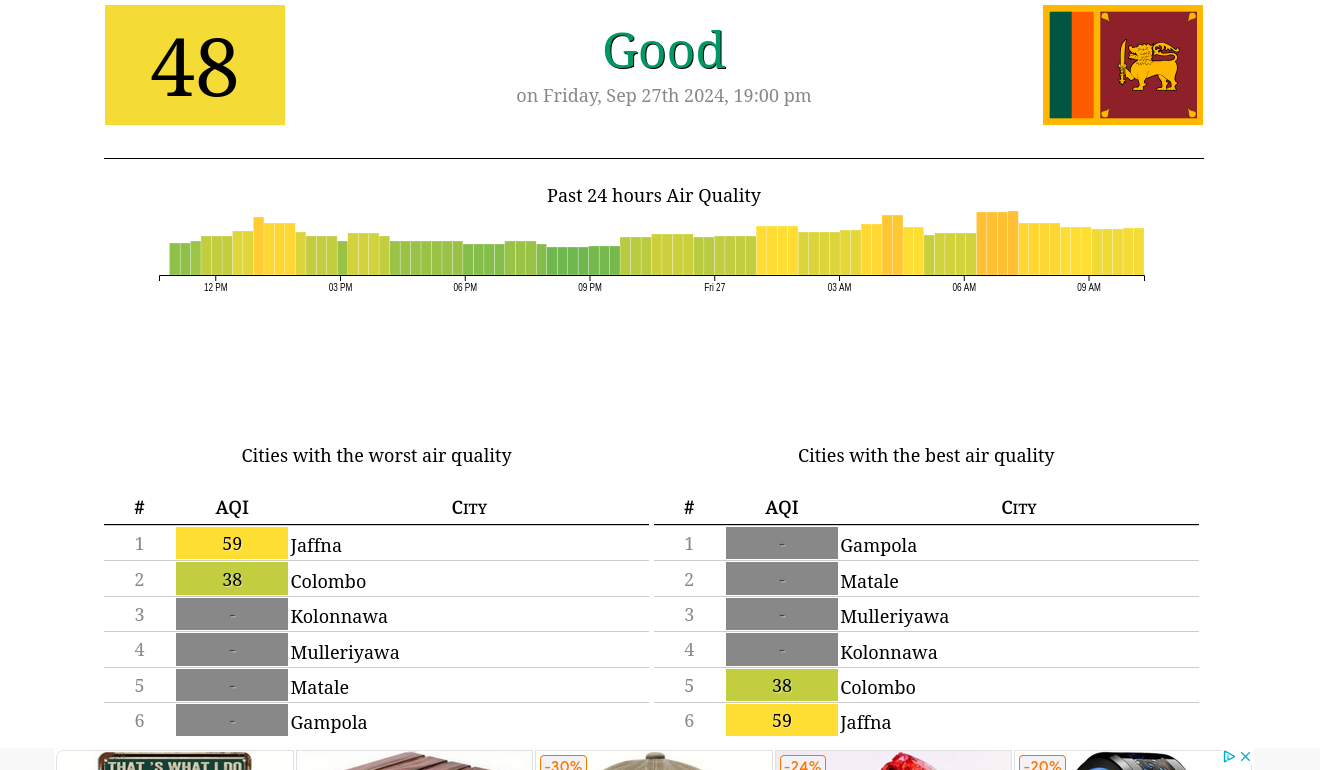 48
Good
on Friday, Sep 27th 2024, 19:00 pm
Past 24 hours Air Quality
12 PM 03 PM 06 PM 09 PM Fri 27 03 AM 06 AM 09 AM
Cities with the worst air quality
# AQI City
1 59 Jaffna
2 38 Colombo
3 - Kolonnawa
4 - Mulleriyawa
5 - Matale
6 - Gampola
Cities with the best air quality
# AQI City
1 - Gampola
2 - Matale
3 - Mulleriyawa
4 - Kolonnawa
5 38 Colombo
6 59 Jaffna
THAT'S WHAT I DO
-30%
-24%
-20%